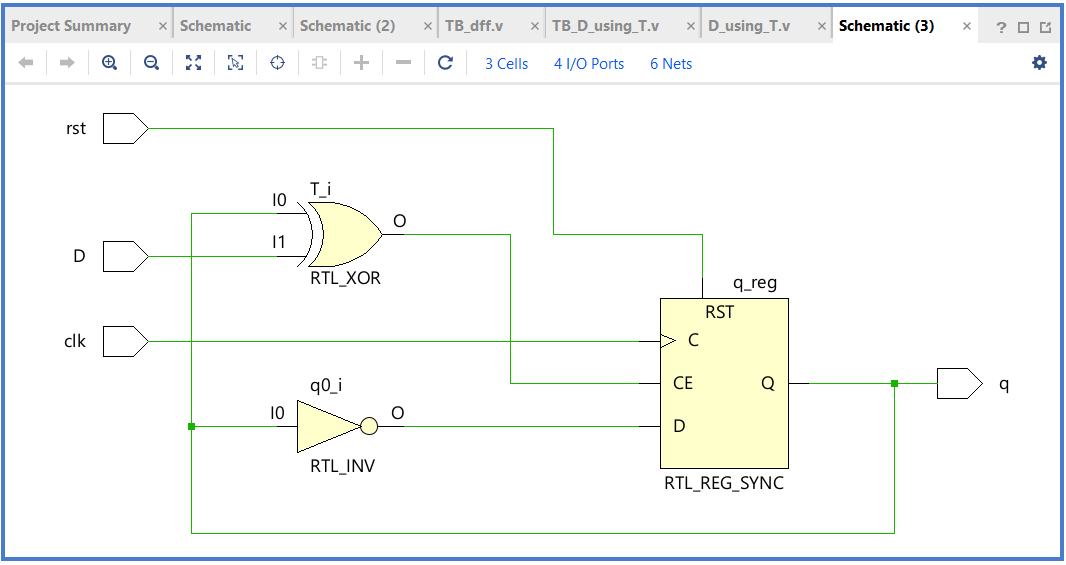 Project Summary × Schematic × Schematic (2) × TB_dff.v × TB_D_using_T.v × D_using_T.v × Schematic (3) × ?
3 Cells 4 I/O Ports 6 Nets
rst
T_i
I0
O
I1
D
RTL_XOR
q_reg
RST
clk
C
q0_i
CE
Q
q
I0
O
D
RTL_INV
RTL_REG_SYNC